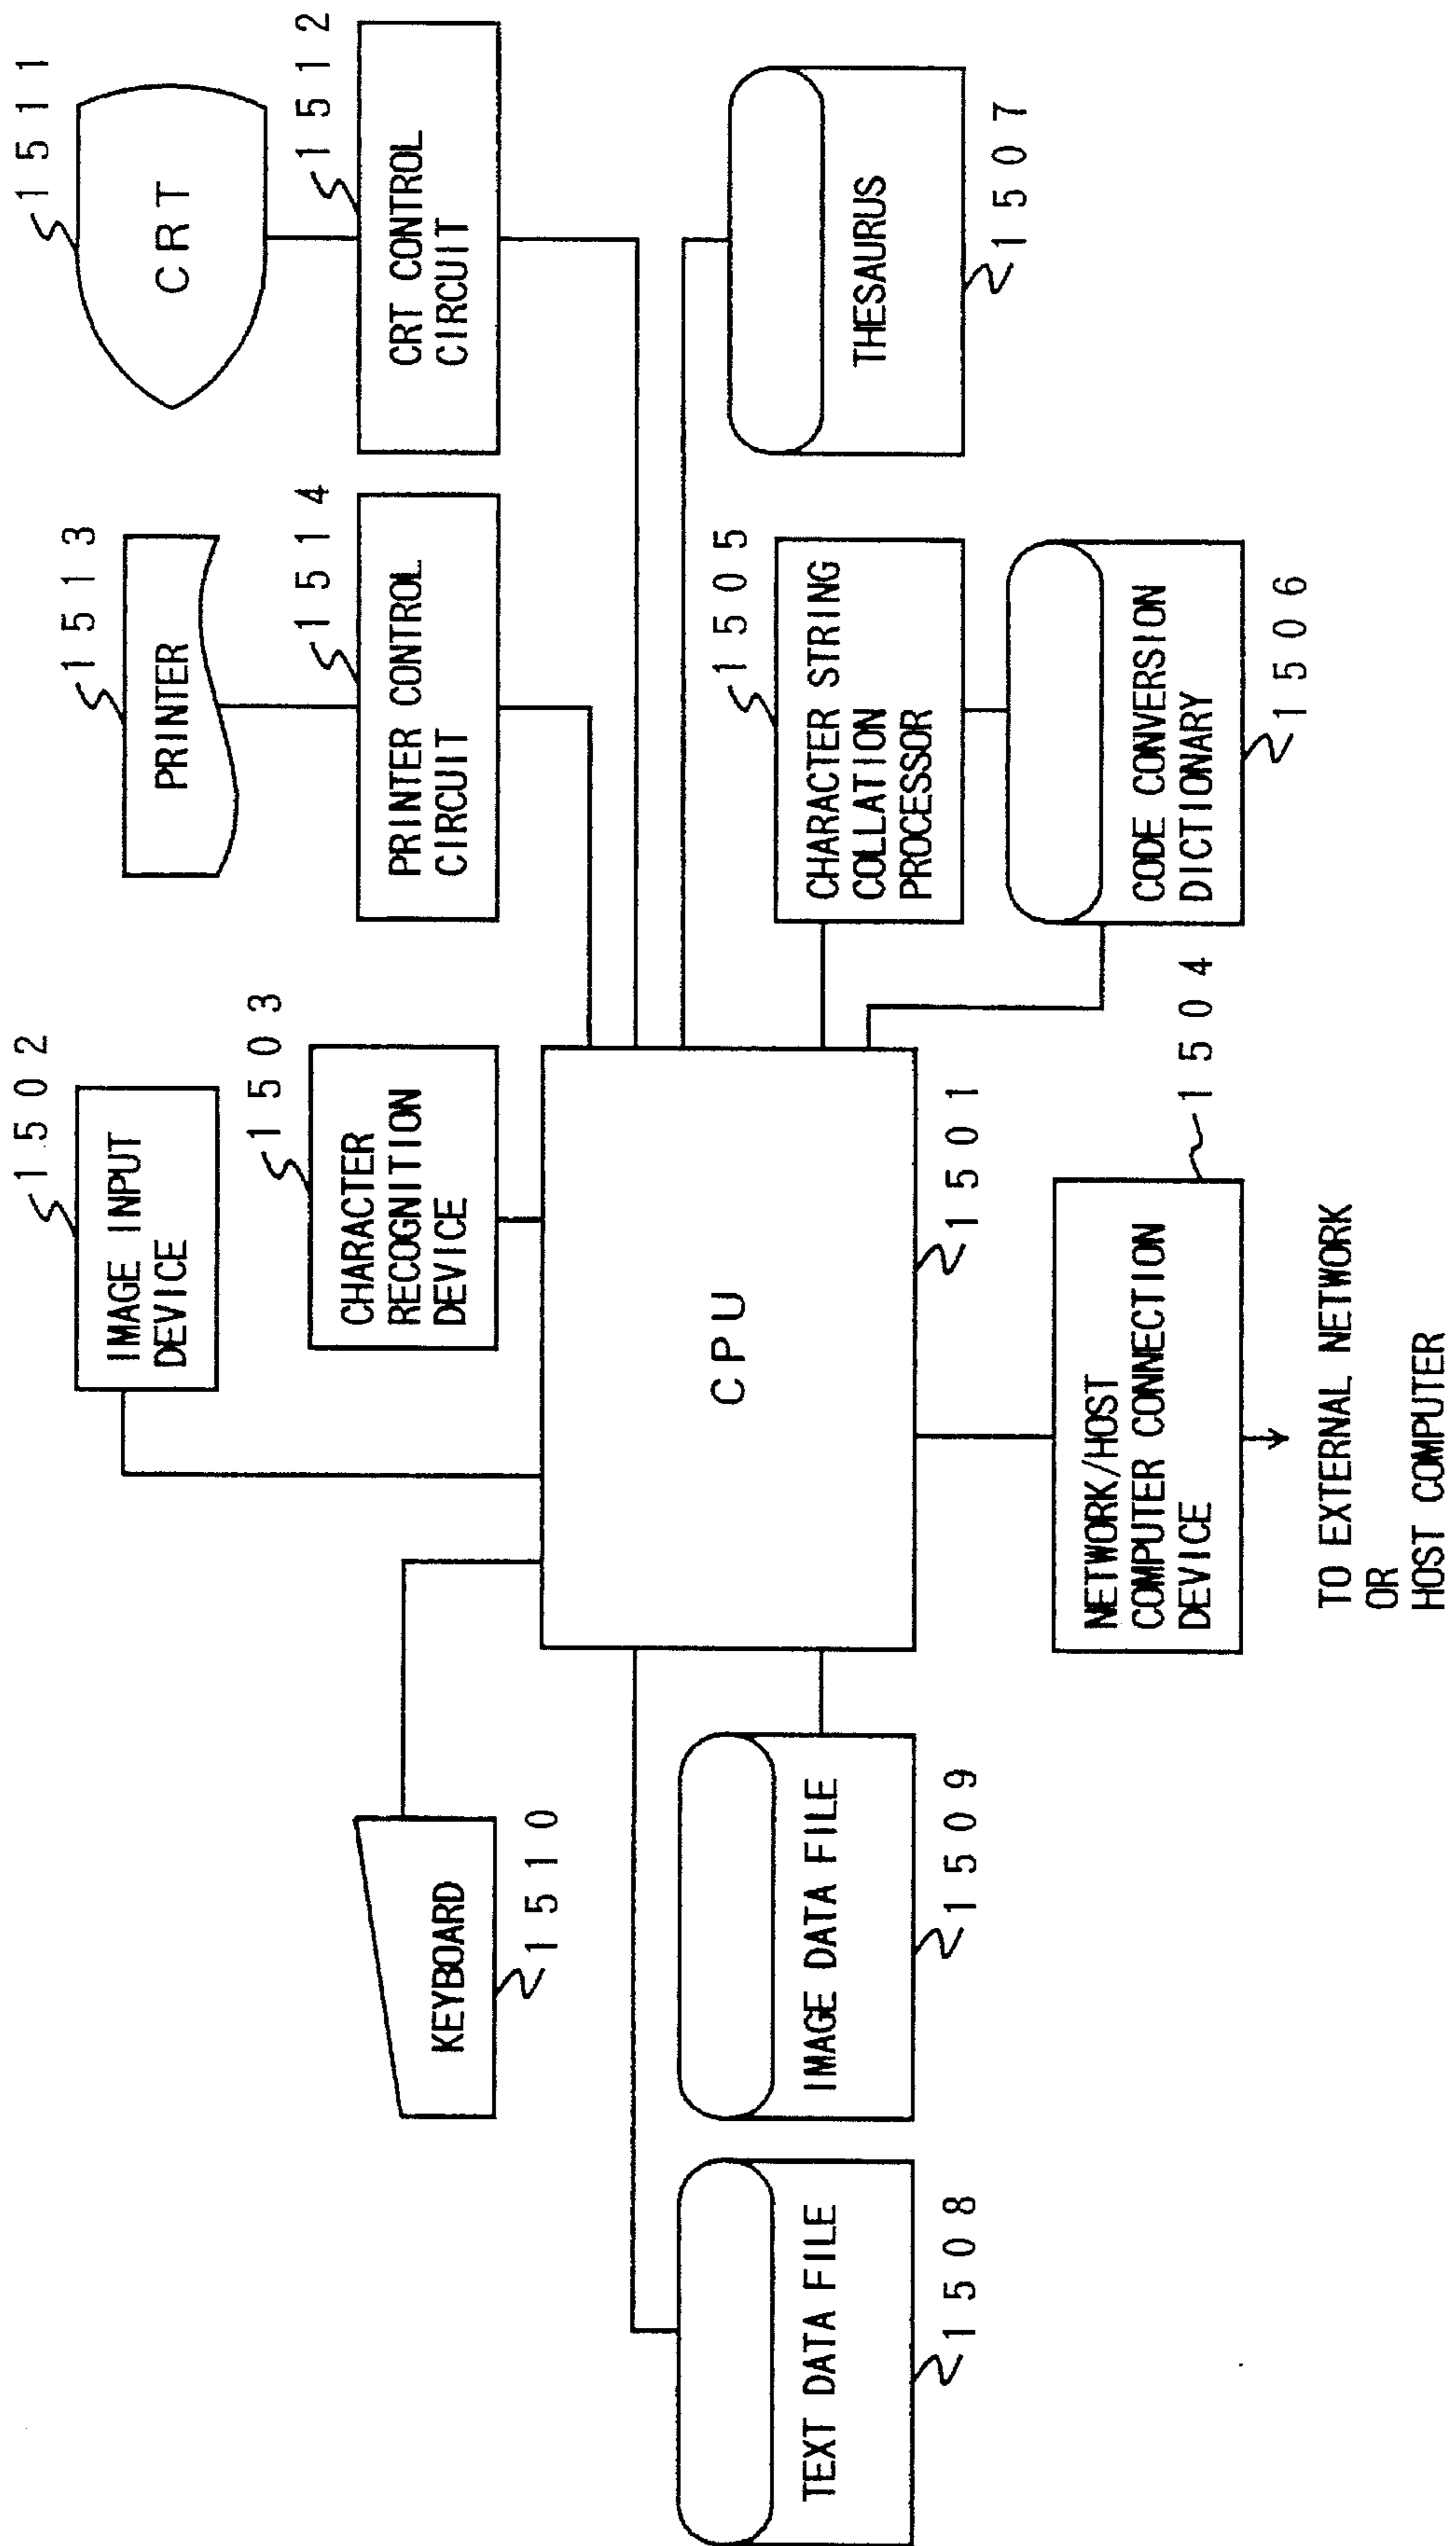 1511
CRT
1512
CRT CONTROL
CIRCUIT
1513
PRINTER
1514
PRINTER CONTROL
CIRCUIT
1502
IMAGE INPUT
DEVICE
1503
CHARACTER
RECOGNITION
DEVICE
KEYBOARD
1510
CPU
1501
THESAURUS
1507
1505
CHARACTER STRING
COLLATION
PROCESSOR
CODE CONVERSION
DICTIONARY
1506
TEXT DATA FILE
1508
IMAGE DATA FILE
1509
NETWORK/HOST
COMPUTER CONNECTION
DEVICE
1504
TO EXTERNAL NETWORK
OR
HOST COMPUTER